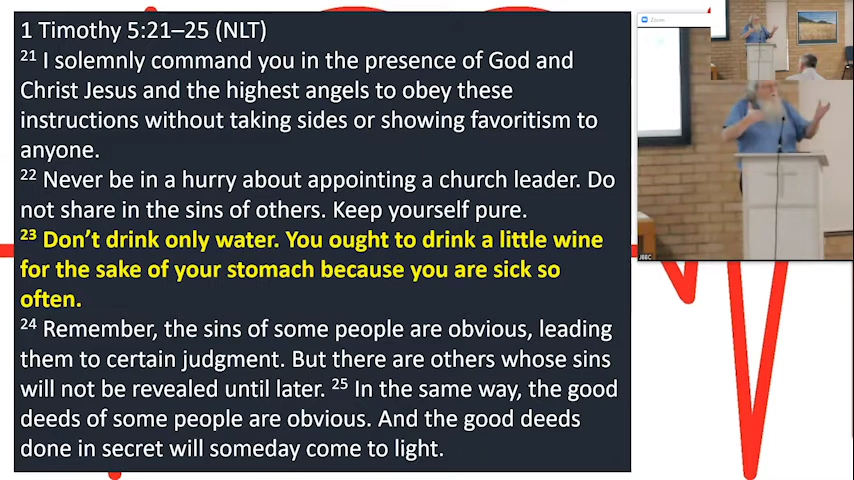 1 Timothy 5:21–25 (NLT)
21 I solemnly command you in the presence of God and
Christ Jesus and the highest angels to obey these
instructions without taking sides or showing favoritism to
anyone.
22 Never be in a hurry about appointing a church leader. Do
not share in the sins of others. Keep yourself pure.
23 Don’t drink only water. You ought to drink a little wine
for the sake of your stomach because you are sick so
often.
24 Remember, the sins of some people are obvious, leading
them to certain judgment. But there are others whose sins
will not be revealed until later. 25 In the same way, the good
deeds of some people are obvious. And the good deeds
done in secret will someday come to light.
Zoom